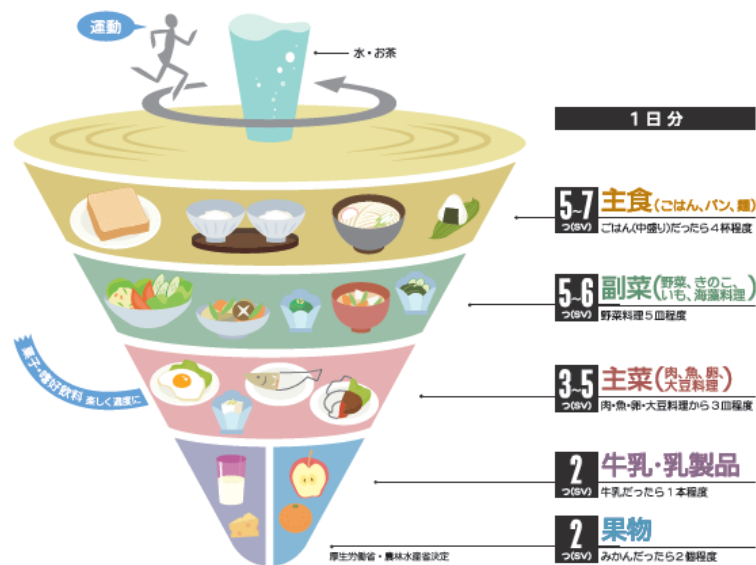 運動
水・お茶
1日分
5~7
つ(SV)
主食(ごはん、パン、麺)
ごはん(中盛り)だったら4杯程度
5~6
つ(SV)
副菜(野菜、きのこ、
いも、海藻料理)
野菜料理5皿程度
菓子・嗜好飲料 楽しく適度に
3~5
つ(SV)
主菜(肉、魚、卵、
大豆料理)
肉・魚・卵・大豆料理から3皿程度
2
つ(SV)
牛乳・乳製品
牛乳だったら1本程度
2
つ(SV)
果物
みかんだったら2個程度
厚生労働省・農林水産省決定